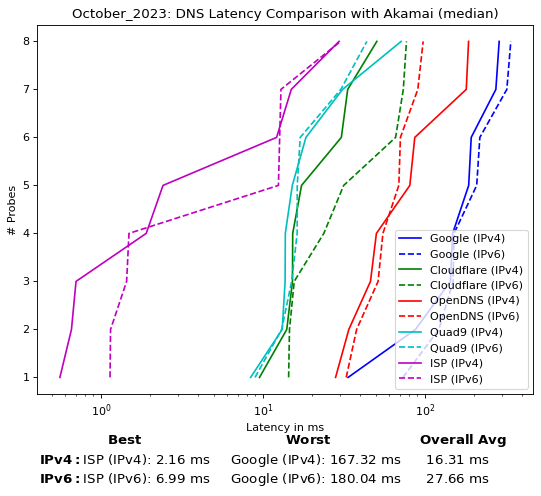 October_2023: DNS Latency Comparison with Akamai (median)
8
7
6
5
4
3
2
1
# Probes
Google (IPv4)
Google (IPv6)
Cloudflare (IPv4)
Cloudflare (IPv6)
OpenDNS (IPv4)
OpenDNS (IPv6)
Quad9 (IPv4)
Quad9 (IPv6)
ISP (IPv4)
ISP (IPv6)
10⁰ 10¹ 10²
Latency in ms
Best Worst Overall Avg
IPv4: ISP (IPv4): 2.16 ms Google (IPv4): 167.32 ms 16.31 ms
IPv6: ISP (IPv6): 6.99 ms Google (IPv6): 180.04 ms 27.66 ms